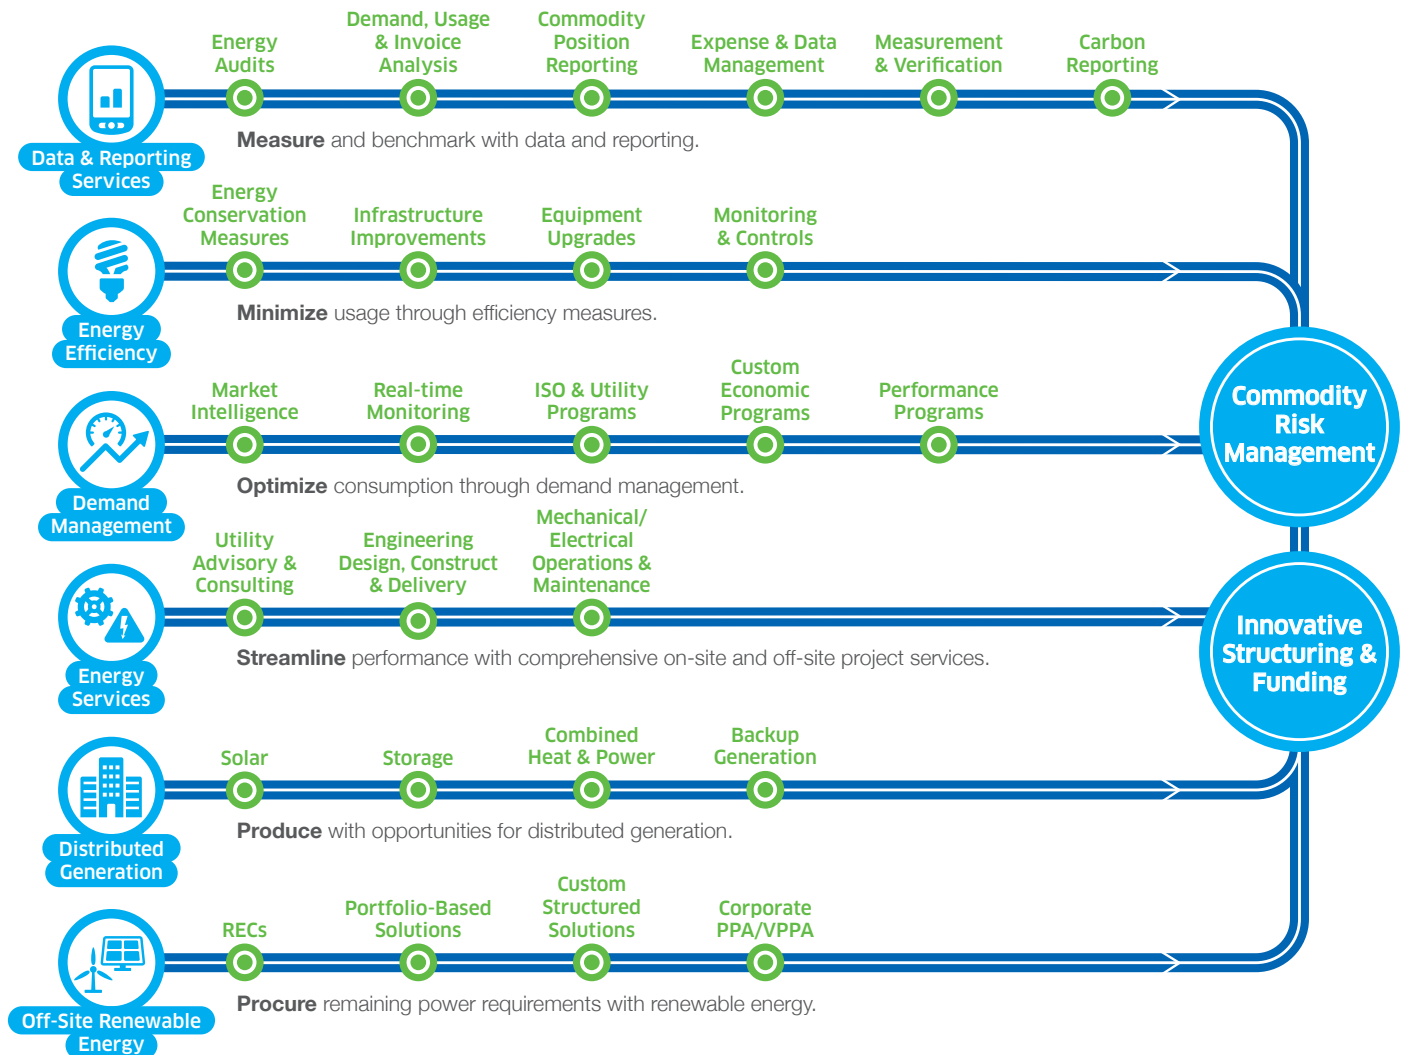 Energy
Audits
Demand, Usage
& Invoice
Analysis
Commodity
Position
Reporting
Expense & Data
Management
Measurement
& Verification
Carbon
Reporting
Data & Reporting
Services
Measure and benchmark with data and reporting.
Energy
Conservation
Measures
Infrastructure
Improvements
Equipment
Upgrades
Monitoring
& Controls
Energy
Efficiency
Minimize usage through efficiency measures.
Market
Intelligence
Real-time
Monitoring
ISO & Utility
Programs
Custom
Economic
Programs
Performance
Programs
Demand
Management
Optimize consumption through demand management.
Commodity
Risk
Management
Utility
Advisory &
Consulting
Engineering
Design, Construct
& Delivery
Mechanical/
Electrical
Operations &
Maintenance
Energy
Services
Streamline performance with comprehensive on-site and off-site project services.
Innovative
Structuring &
Funding
Solar
Storage
Combined
Heat & Power
Backup
Generation
Distributed
Generation
Produce with opportunities for distributed generation.
RECs
Portfolio-Based
Solutions
Custom
Structured
Solutions
Corporate
PPA/VPPA
Off-Site Renewable
Energy
Procure remaining power requirements with renewable energy.